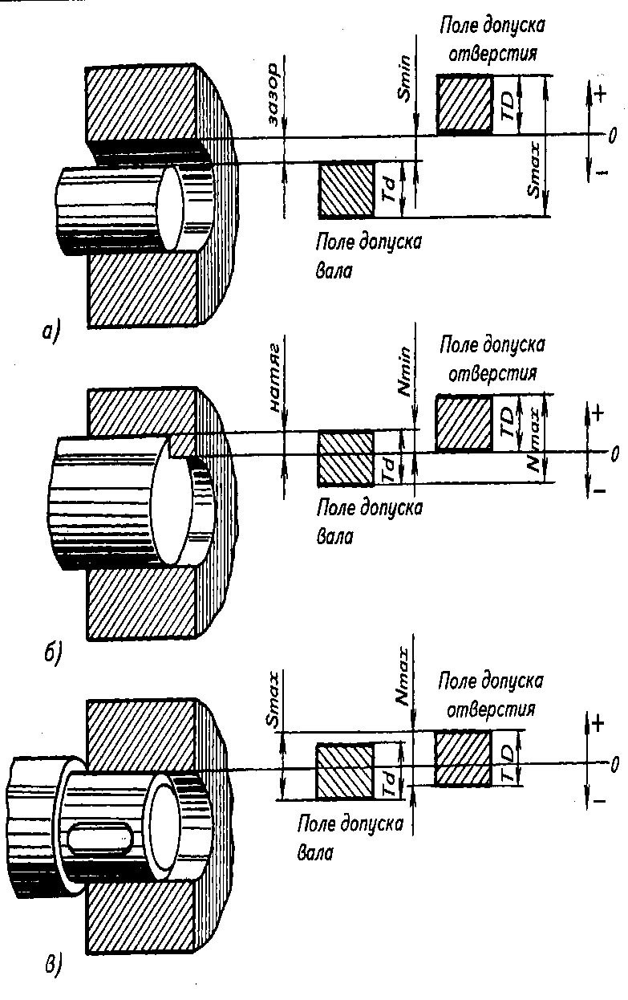 Поле допуска
отверстия
зазор
Smin
TD
Smax
+
0
−
Td
Поле допуска
вала
а)
Поле допуска
отверстия
натяг
Nmin
TD
Nmax
+
0
−
Td
Поле допуска
вала
б)
Поле допуска
отверстия
Smax
Nmax
TD
+
0
−
Td
Поле допуска
вала
в)